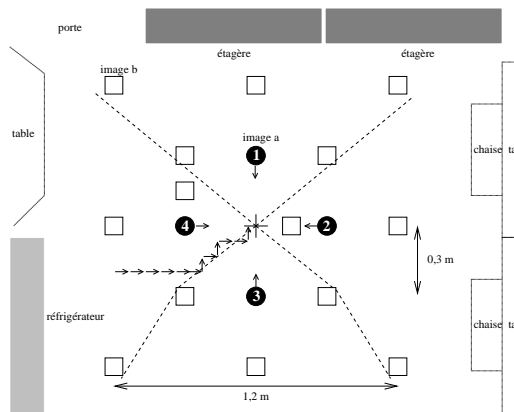 porte
étagère
étagère
image b
table
image a
chaise
1
4
2
0,3 m
3
réfrigérateur
chaise
1,2 m